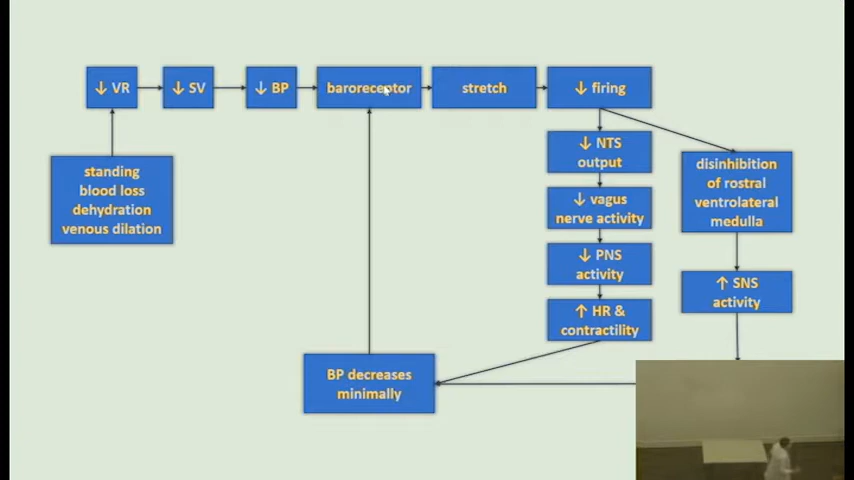 ↓ VR
↓ SV
↓ BP
baroreceptor
stretch
↓ firing
↓ NTS
output
↓ vagus
nerve activity
↓ PNS
activity
↑ HR &
contractility
disinhibition
of rostral
ventrolateral
medulla
↑ SNS
activity
standing
blood loss
dehydration
venous dilation
BP decreases
minimally